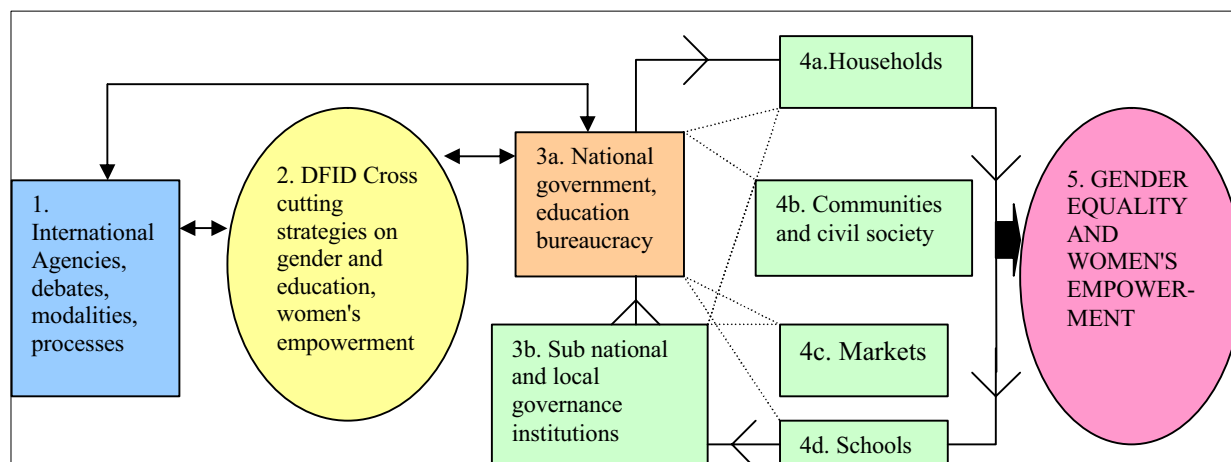 1.
International
Agencies,
debates,
modalities,
processes
2. DFID Cross
cutting
strategies on
gender and
education,
women's
empowerment
3a. National
government,
education
bureaucracy
3b. Sub national
and local
governance
institutions
4a.Households
4b. Communities
and civil society
4c. Markets
4d. Schools
5. GENDER
EQUALITY
AND
WOMEN'S
EMPOWER-
MENT